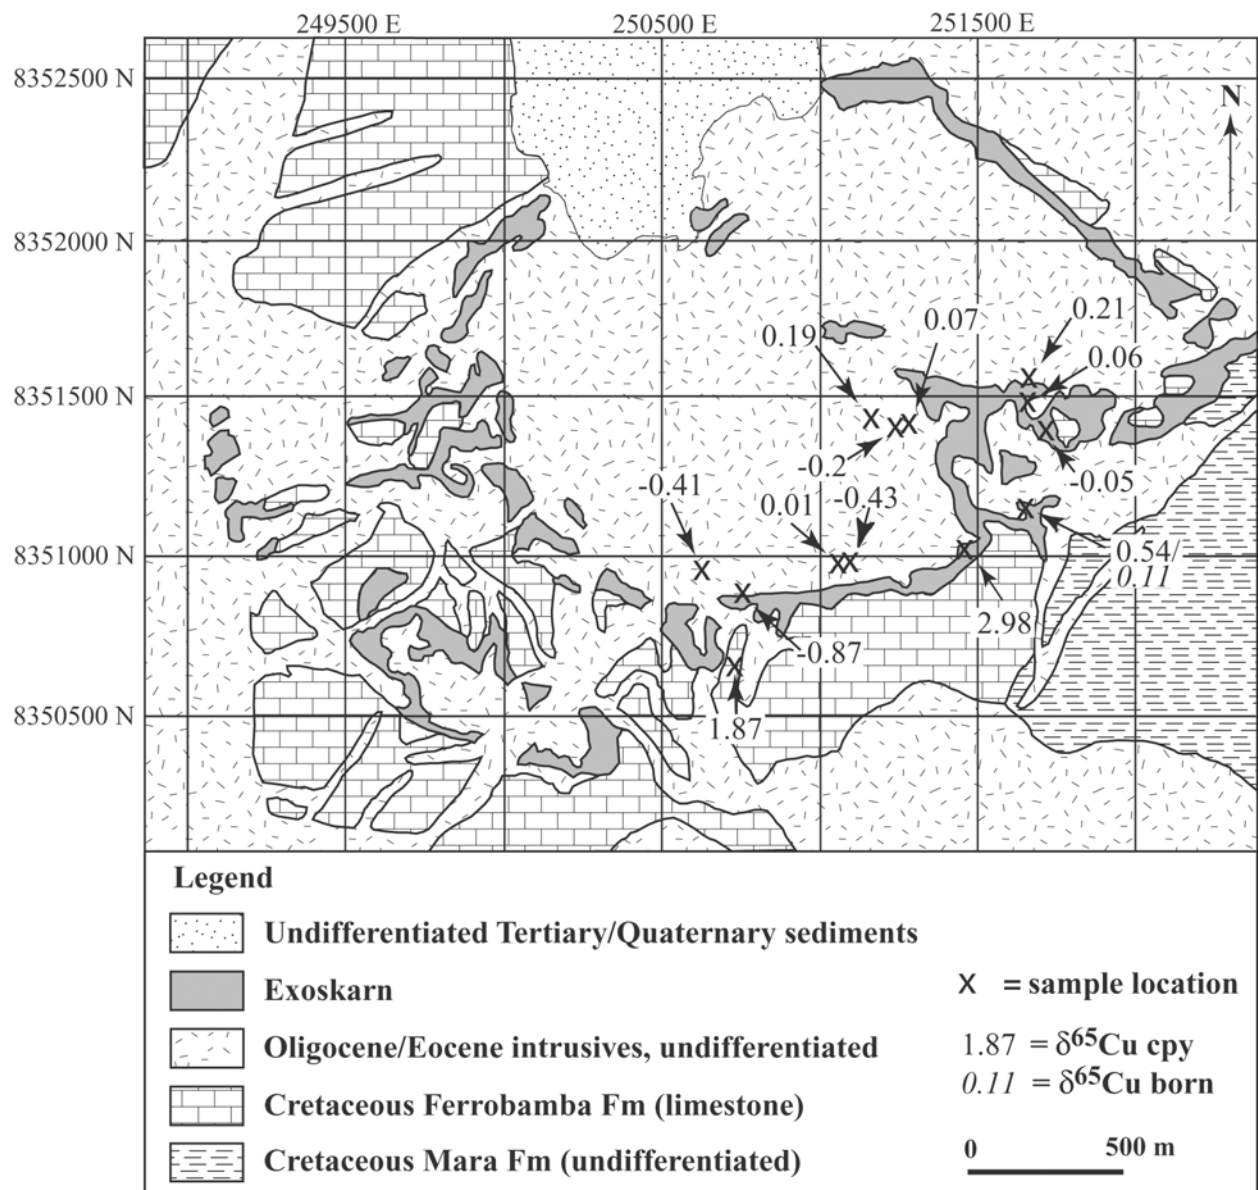 249500 E 250500 E 251500 E
8352500 N
N
8352000 N
0.21
0.07
0.19
0.06
8351500 N
-0.2
-0.05
-0.41
0.01 -0.43
8351000 N
0.54/
0.11
2.98
-0.87
8350500 N
1.87
Legend
Undifferentiated Tertiary/Quaternary sediments
Exoskarn
X = sample location
Oligocene/Eocene intrusives, undifferentiated
1.87 = δ⁶⁵Cu cpy
0.11 = δ⁶⁵Cu born
Cretaceous Ferrobamba Fm (limestone)
Cretaceous Mara Fm (undifferentiated)
0 500 m